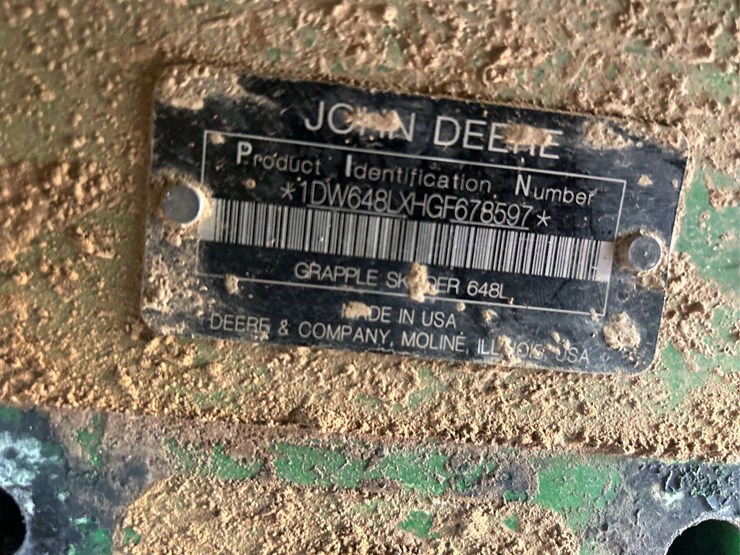 JOHN DEERE
Product Identification Number
*1DW648LXHGF678597*
GRAPPLE SKIDDER 648L
MADE IN USA
DEERE & COMPANY, MOLINE, ILLINOIS, USA